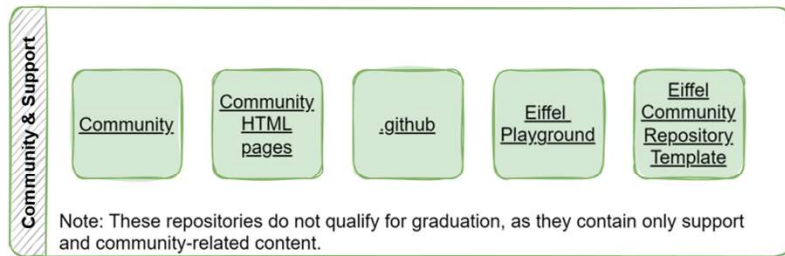 Community & Support
Community
Community
HTML
pages
.github
Eiffel
Playground
Eiffel
Community
Repository
Template
Note: These repositories do not qualify for graduation, as they contain only support
and community-related content.